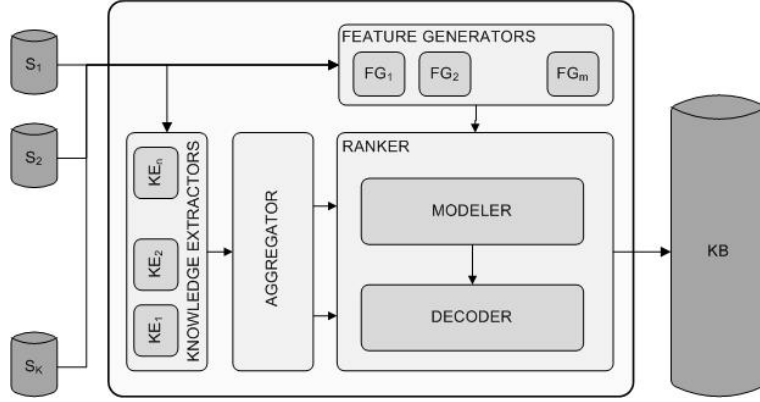 FEATURE GENERATORS
S₁
FG₁ FG₂ FGₘ
S₂
KEₙ
KE₂
KE₁
KNOWLEDGE EXTRACTORS
AGGREGATOR
RANKER
MODELER
DECODER
KB
Sₖ